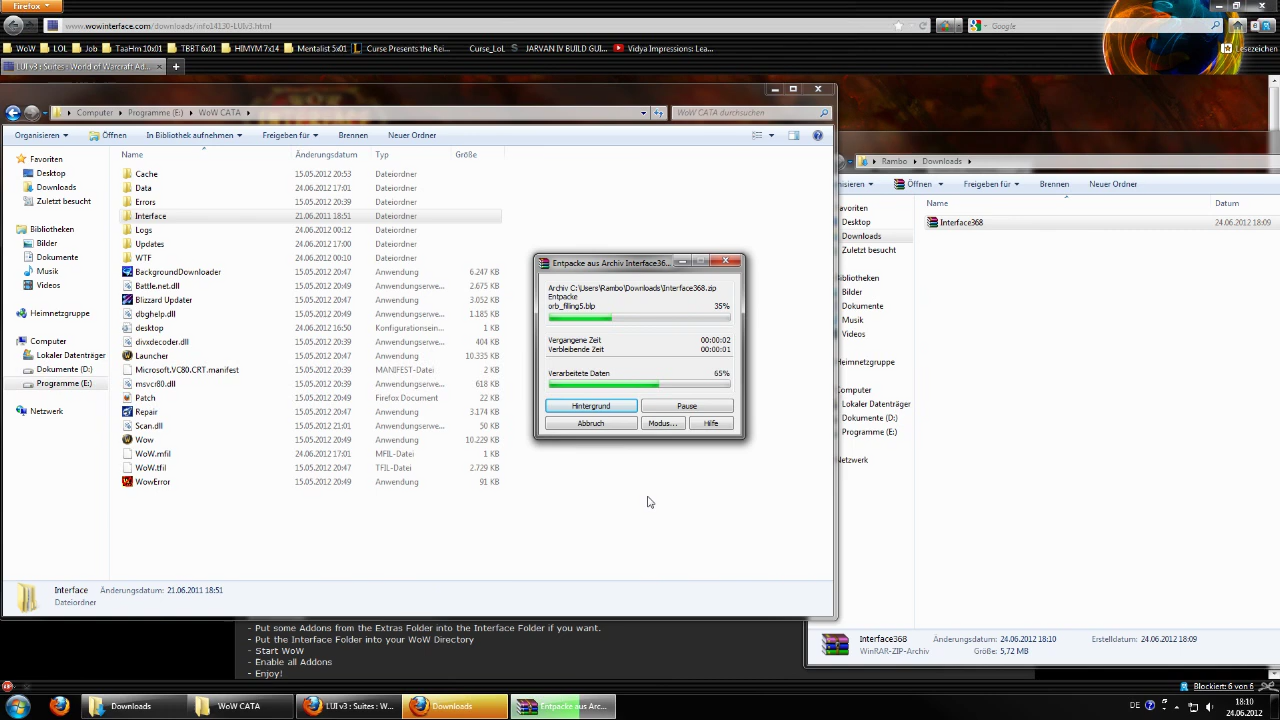 Firefox
www.wowinterface.com/downloads/info14130-LUIv3.html
Google
WoW
LOL
Job
TaaHm 10x01
TBBT 6x01
HIMYM 7x14
Mentalist 5x01
Curse Presents the Rei...
Curse_LoL
JARVAN IV BUILD GUI...
Vidya Impressions: Lea...
Lesezeichen
LUI v3 : Suites : World of Warcraft Ad...
Computer
Programme (E:)
WoW CATA
WoW CATA durchsuchen
Organisieren
Öffnen
In Bibliothek aufnehmen
Freigeben für
Brennen
Neuer Ordner
Favoriten
Desktop
Downloads
Zuletzt besucht
Bibliotheken
Bilder
Dokumente
Musik
Videos
Heimnetzgruppe
Computer
Lokaler Datenträger
Dokumente (D:)
Programme (E:)
Netzwerk
Name Änderungsdatum Typ Größe
Cache 15.05.2012 20:53 Dateiordner
Data 24.06.2012 17:01 Dateiordner
Errors 15.05.2012 20:39 Dateiordner
Interface 21.06.2011 18:51 Dateiordner
Logs 24.06.2012 00:12 Dateiordner
Updates 24.06.2012 17:00 Dateiordner
WTF 24.06.2012 00:10 Dateiordner
BackgroundDownloader 15.05.2012 20:47 Anwendung 6.247 KB
Battle.net.dll 15.05.2012 20:47 Anwendungserwe... 2.675 KB
Blizzard Updater 15.05.2012 20:47 Anwendung 3.052 KB
dbghelp.dll 15.05.2012 20:47 Anwendungserwe... 1.185 KB
desktop 24.06.2012 16:50 Konfigurationsein... 1 KB
divxdecoder.dll 15.05.2012 20:47 Anwendungserwe... 404 KB
Launcher 15.05.2012 20:47 Anwendung 10.335 KB
Microsoft.VC80.CRT.manifest 15.05.2012 20:47 MANIFEST-Datei 2 KB
msvcr80.dll 15.05.2012 20:47 Anwendungserwe... 618 KB
Patch 15.05.2012 20:47 Firefox Document 22 KB
Repair 15.05.2012 20:47 Anwendung 3.174 KB
Scan.dll 15.05.2012 21:01 Anwendungserwe... 50 KB
Wow 15.05.2012 20:49 Anwendung 10.229 KB
WoW.mfil 24.06.2012 17:01 MFIL-Datei 1 KB
WoW.tfil 15.05.2012 20:47 TFIL-Datei 2.729 KB
WowError 15.05.2012 20:49 Anwendung 91 KB
Interface Änderungsdatum: 21.06.2011 18:51
Dateiordner
Entpacke aus Archiv Interface36...
Archiv C:\Users\Rambo\Downloads\Interface368.zip
Entpacke
orb_filling5.blp 35%
Vergangene Zeit 00:00:02
Verbleibende Zeit 00:00:01
Verarbeitete Daten 65%
Hintergrund
Pause
Abbruch
Modus...
Hilfe
Rambo
Downloads
nisieren
Öffnen
Freigeben für
Brennen
Neuer Ordner
avoriten
Desktop
Downloads
Zuletzt besucht
ibliotheken
Bilder
Dokumente
Musik
Videos
eimnetzgruppe
omputer
Lokaler Datenträger
Dokumente (D:)
Programme (E:)
etzwerk
Name Datum
Interface368 24.06.2012 18:09
Interface368 Änderungsdatum: 24.06.2012 18:10 Erstelldatum: 24.06.2012 18:09
WinRAR-ZIP-Archiv Größe: 5,72 MB
- Put some Addons from the Extras Folder into the Interface Folder if you want.
- Put the Interface Folder into your WoW Directory
- Start WoW
- Enable all Addons
- Enjoy!
Blockiert: 6 von 6
Downloads
WoW CATA
LUI v3 : Suites : W...
Downloads
Entpacke aus Arc...
DE
18:10
24.06.2012